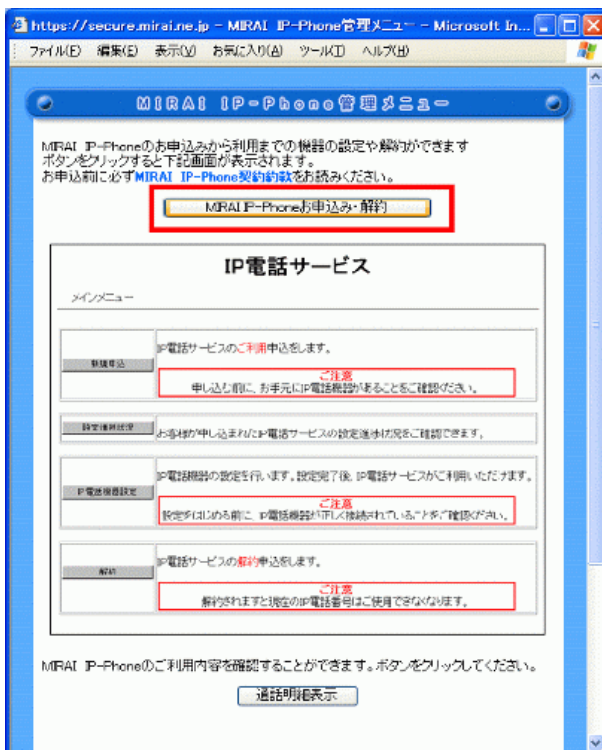 https://secure.mirai.ne.jp - MIRAI IP-Phone管理メニュー - Microsoft In...
ファイル(F) 編集(E) 表示(V) お気に入り(A) ツール(T) ヘルプ(H)
MIRAI IP-Phone管理メニュー
MIRAI IP-Phoneのお申込みから利用までの機器の設定や解約ができます
ボタンをクリックすると下記画面が表示されます。
お申込前に必ずMIRAI IP-Phone契約約款をお読みください。
MIRAI IP-Phoneお申込み・解約
IP電話サービス
メインメニュー
新規申込
IP電話サービスのご利用申込をします。
ご注意
申し込む前に、お手元にIP電話機器があることをご確認ください。
設定進捗状況
お客様が申し込まれたIP電話サービスの設定進捗状況をご確認できます。
IP電話機器設定
IP電話機器の設定を行います。設定完了後、IP電話サービスがご利用いただけます。
ご注意
設定をはじめる前に、IP電話機器が正しく接続されていることをご確認ください。
解約
IP電話サービスの解約申込をします。
ご注意
解約されますと現在のIP電話番号はご使用できなくなります。
MIRAI IP-Phoneのご利用内容を確認することができます。ボタンをクリックしてください。
通話明細表示